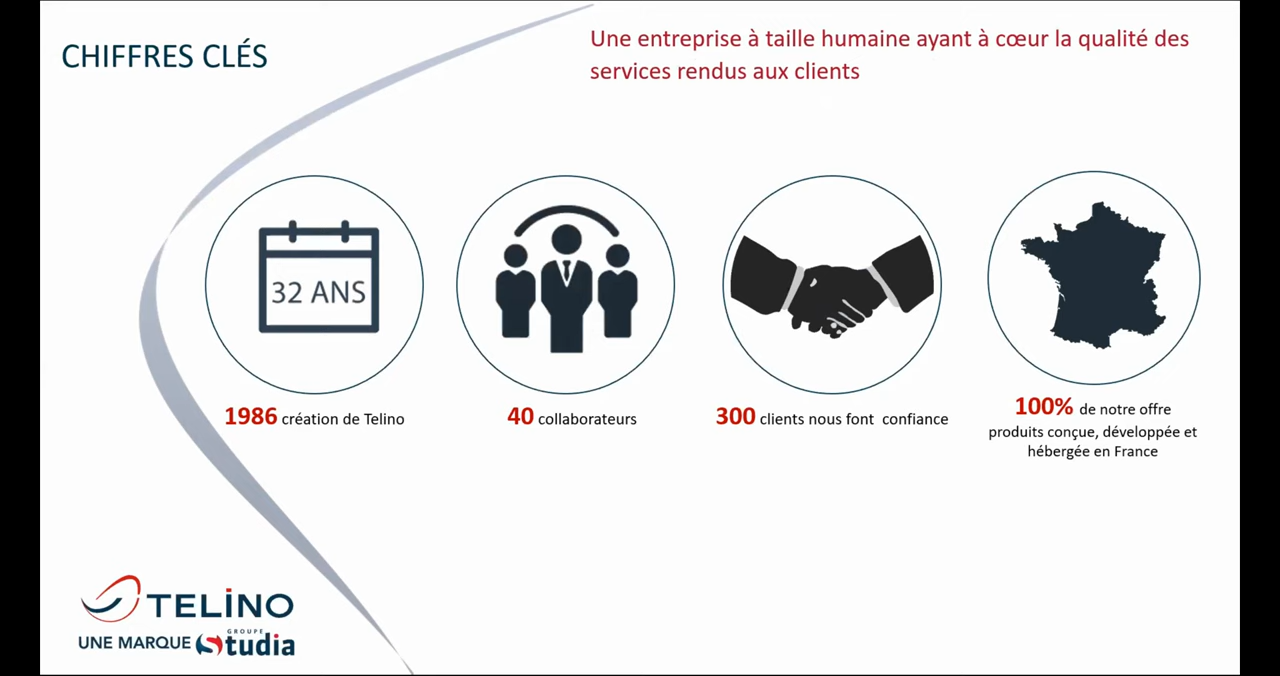 CHIFFRES CLÉS
Une entreprise à taille humaine ayant à cœur la qualité des
services rendus aux clients
32 ANS
1986 création de Telino
40 collaborateurs
300 clients nous font confiance
100% de notre offre
produits conçue, développée et
hébergée en France
TELINO
UNE MARQUE GROUPE Studia